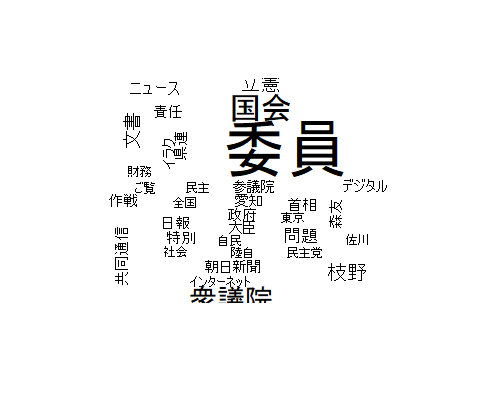 ニュース
立憲
国会
責任
文書
委員
イラク
県連
財務
ご覧
民主
参議院
デジタル
作戦
全国
愛知
首相
森友
日報
政府
東京
大臣
特別
自民
問題
佐川
社会
陸自
民主党
共同通信
朝日新聞
枝野
インターネット
衆議院